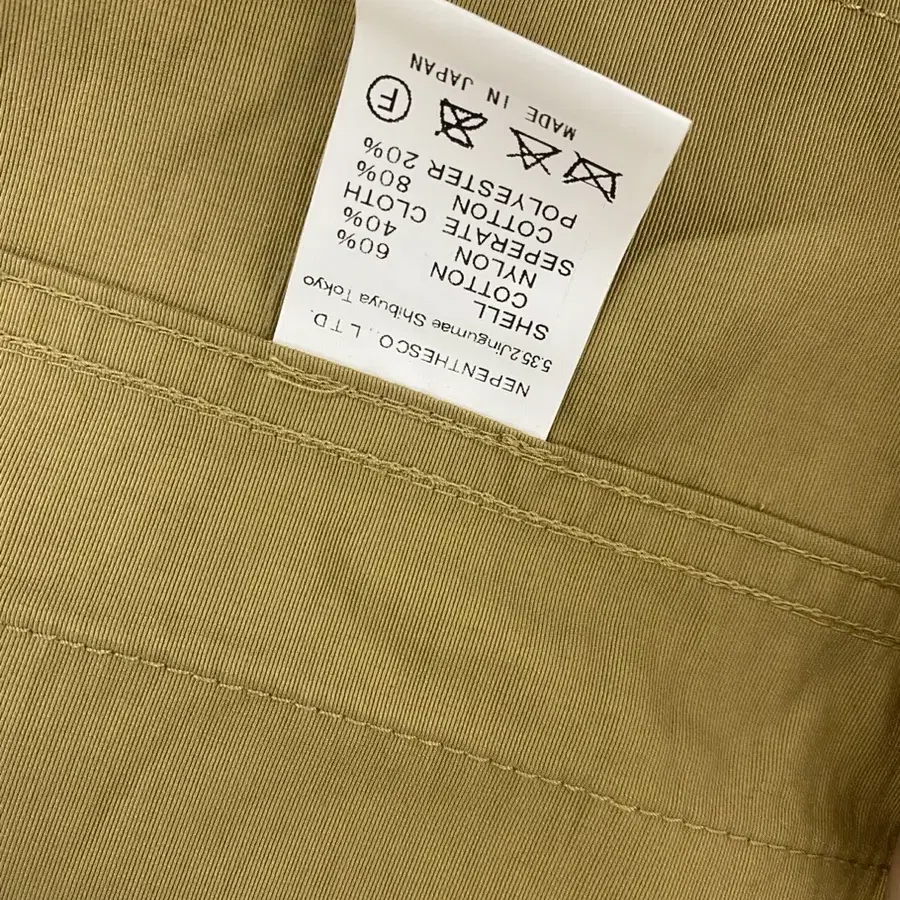 NEPENTHESCO., L TD.
5.35 2Jingumae Shibuya Tokyo
SHELL
COTTON 60%
NYLON 40%
SEPERATE CLOTH
COTTON 80%
POLYESTER 20%
F
MADE IN JAPAN